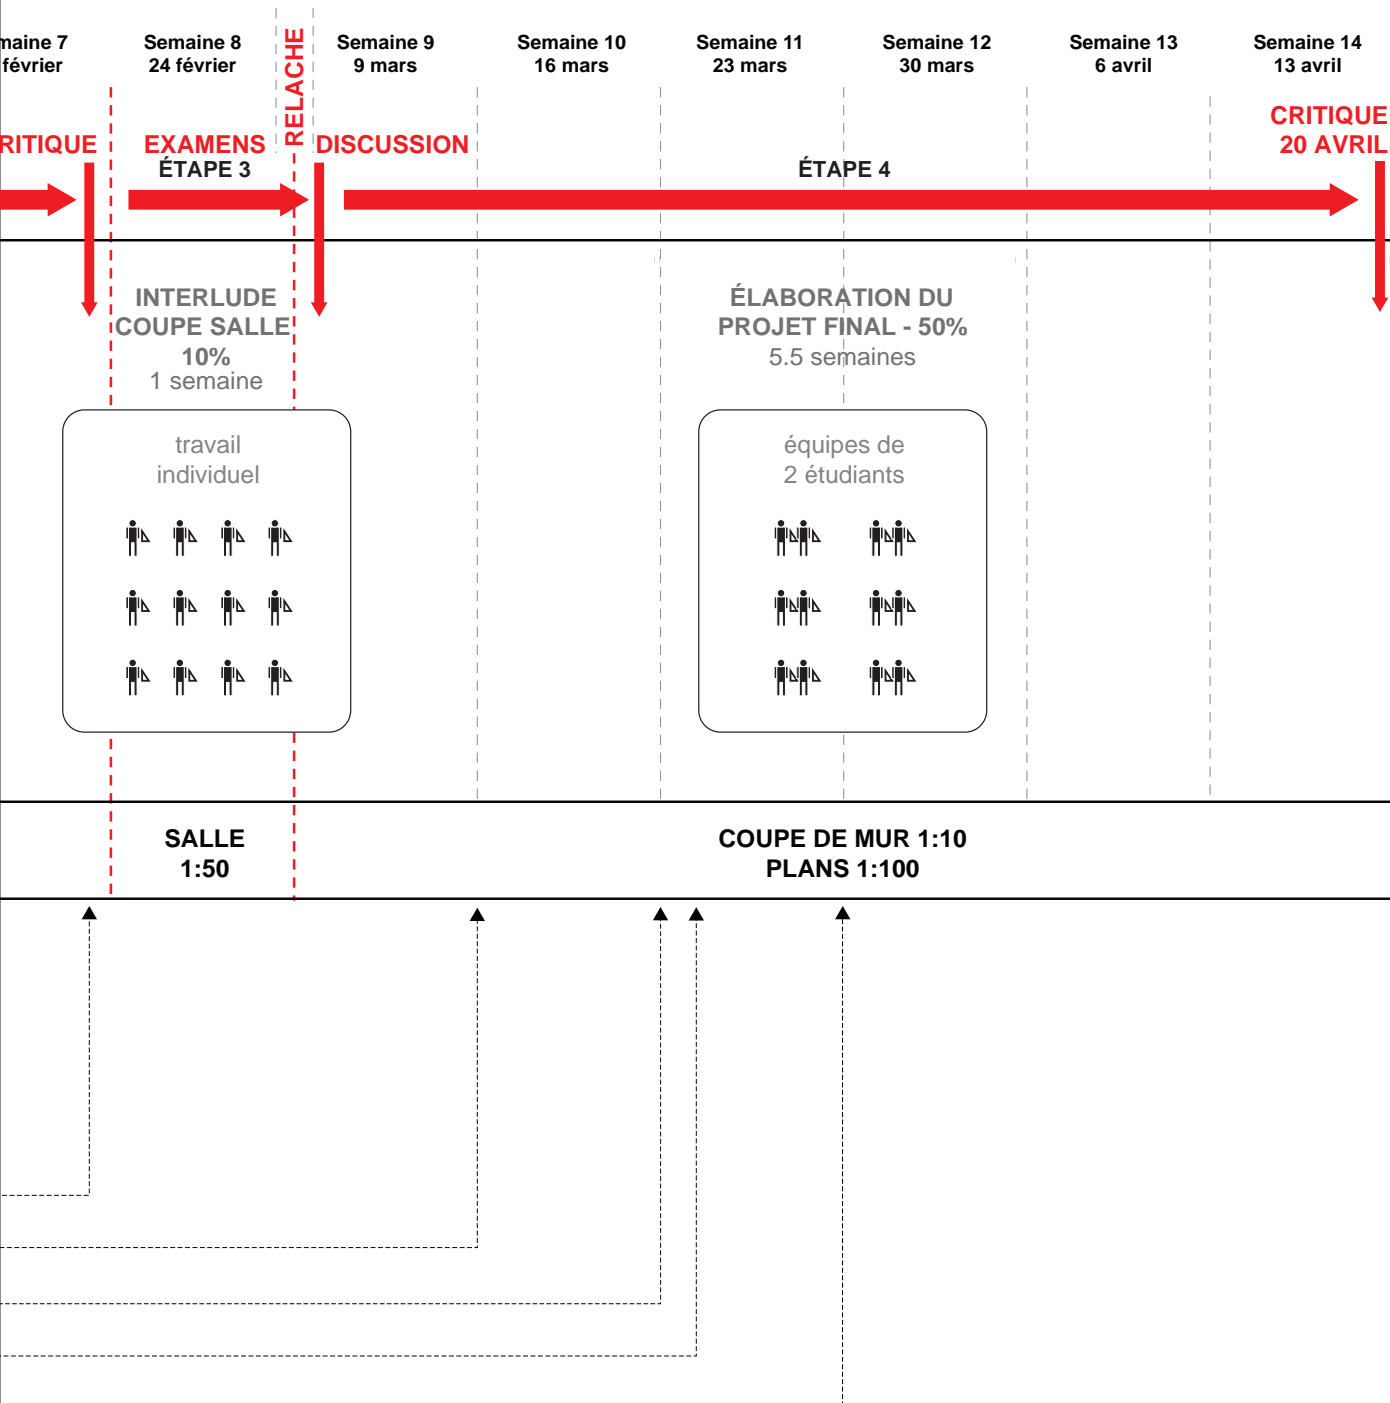 maine 7
février
Semaine 8
24 février
RELACHE
Semaine 9
9 mars
Semaine 10
16 mars
Semaine 11
23 mars
Semaine 12
30 mars
Semaine 13
6 avril
Semaine 14
13 avril
RITIQUE
EXAMENS
ÉTAPE 3
DISCUSSION
ÉTAPE 4
CRITIQUE
20 AVRIL
INTERLUDE
COUPE SALLE
10%
1 semaine
ÉLABORATION DU
PROJET FINAL - 50%
5.5 semaines
travail
individuel
équipes de
2 étudiants
SALLE
1:50
COUPE DE MUR 1:10
PLANS 1:100